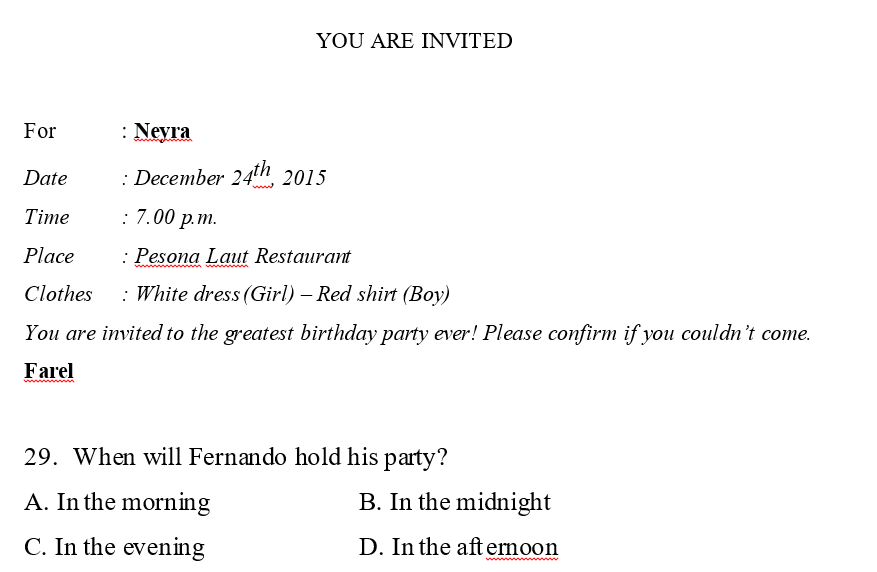 YOU ARE INVITED
For : Neyra
Date : December 24th, 2015
Time : 7.00 p.m.
Place : Pesona Laut Restaurant
Clothes : White dress (Girl) – Red shirt (Boy)
You are invited to the greatest birthday party ever! Please confirm if you couldn’t come.
Farel
29. When will Fernando hold his party?
A. In the morning B. In the midnight
C. In the evening D. In the afternoon